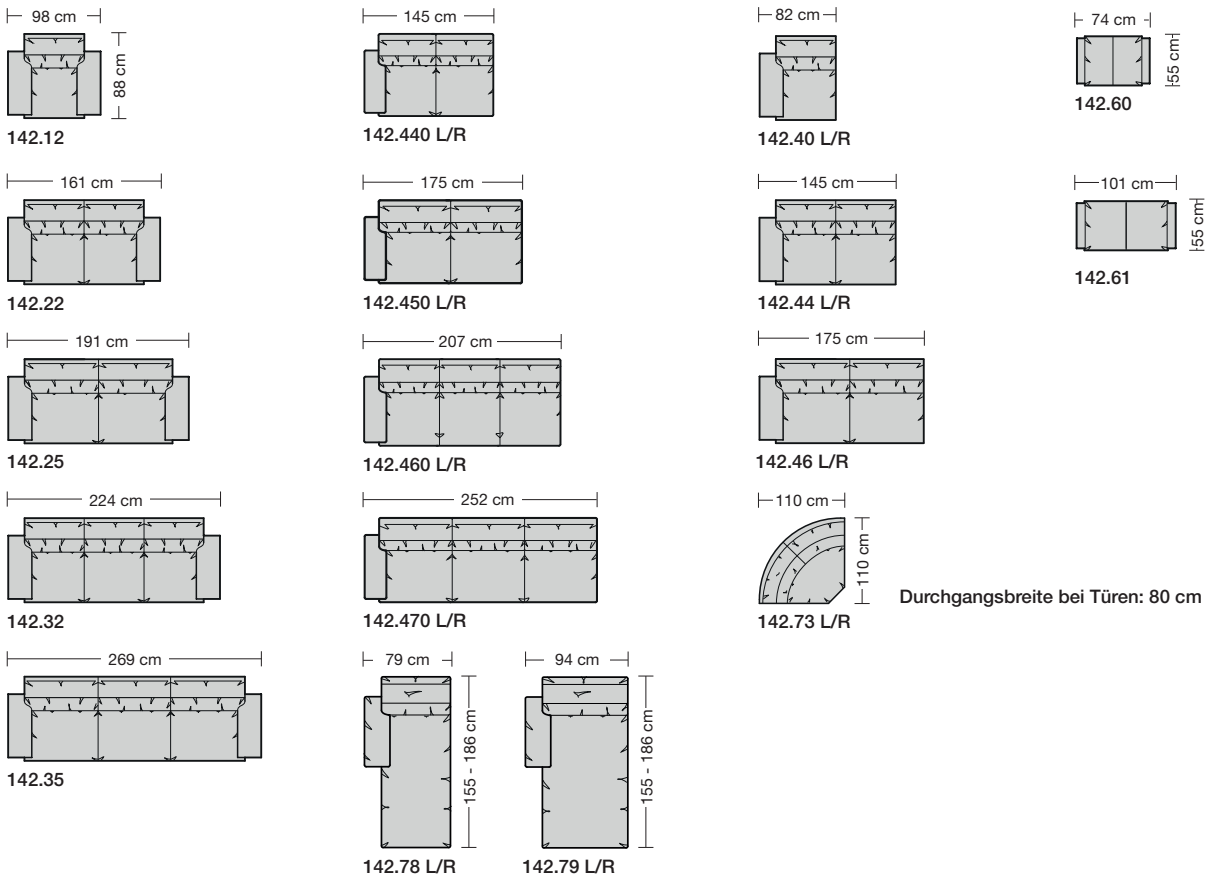 98 cm
88 cm
142.12
145 cm
142.440 L/R
82 cm
142.40 L/R
74 cm
55 cm
142.60
161 cm
142.22
175 cm
142.450 L/R
145 cm
142.44 L/R
101 cm
55 cm
142.61
191 cm
142.25
207 cm
142.460 L/R
175 cm
142.46 L/R
224 cm
142.32
252 cm
142.470 L/R
110 cm
110 cm
142.73 L/R
Durchgangsbreite bei Türen: 80 cm
269 cm
142.35
79 cm
155 - 186 cm
142.78 L/R
94 cm
155 - 186 cm
142.79 L/R